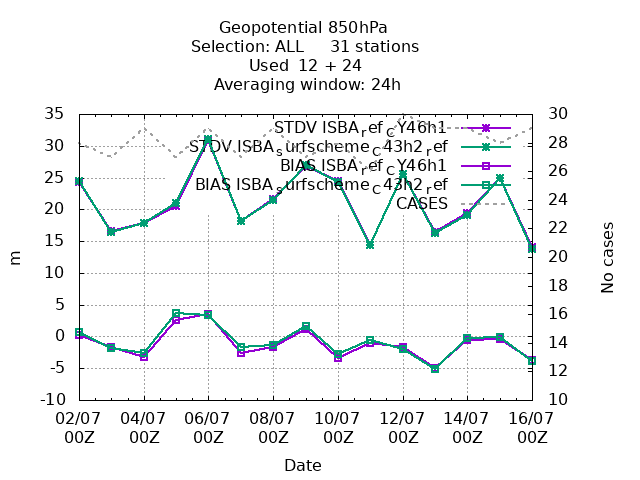 Geopotential 850hPa
Selection: ALL 31 stations
Used 12 + 24
Averaging window: 24h
STDV ISBA_ref_CY46h1
STDV ISBA_surfscheme_c43h2_ref
BIAS ISBA_ref_CY46h1
BIAS ISBA_surfscheme_c43h2_ref
CASES
35
30
25
20
15
10
5
0
-5
-10
m
30
28
26
24
22
20
18
16
14
12
10
No cases
02/07 04/07 06/07 08/07 10/07 12/07 14/07 16/07
00Z 00Z 00Z 00Z 00Z 00Z 00Z 00Z
Date